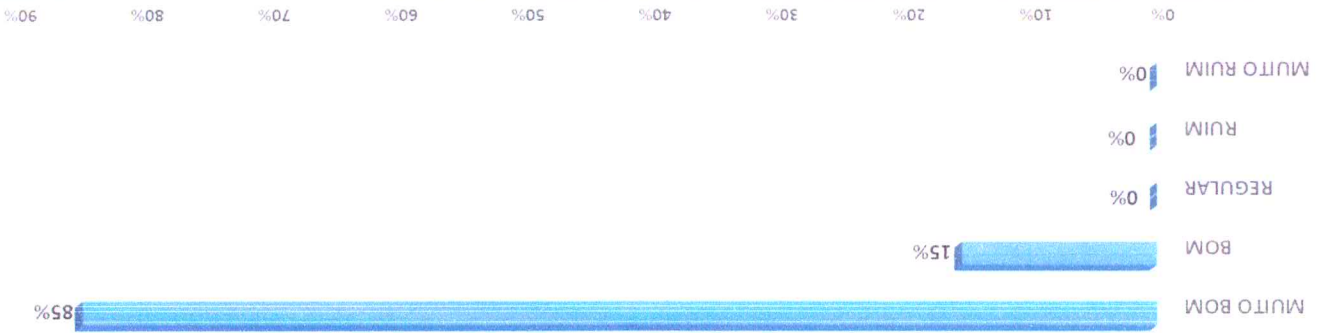 MUITO BOM 85%
BOM 15%
REGULAR 0%
RUIM 0%
MUITO RUIM 0%
0% 10% 20% 30% 40% 50% 60% 70% 80% 90%